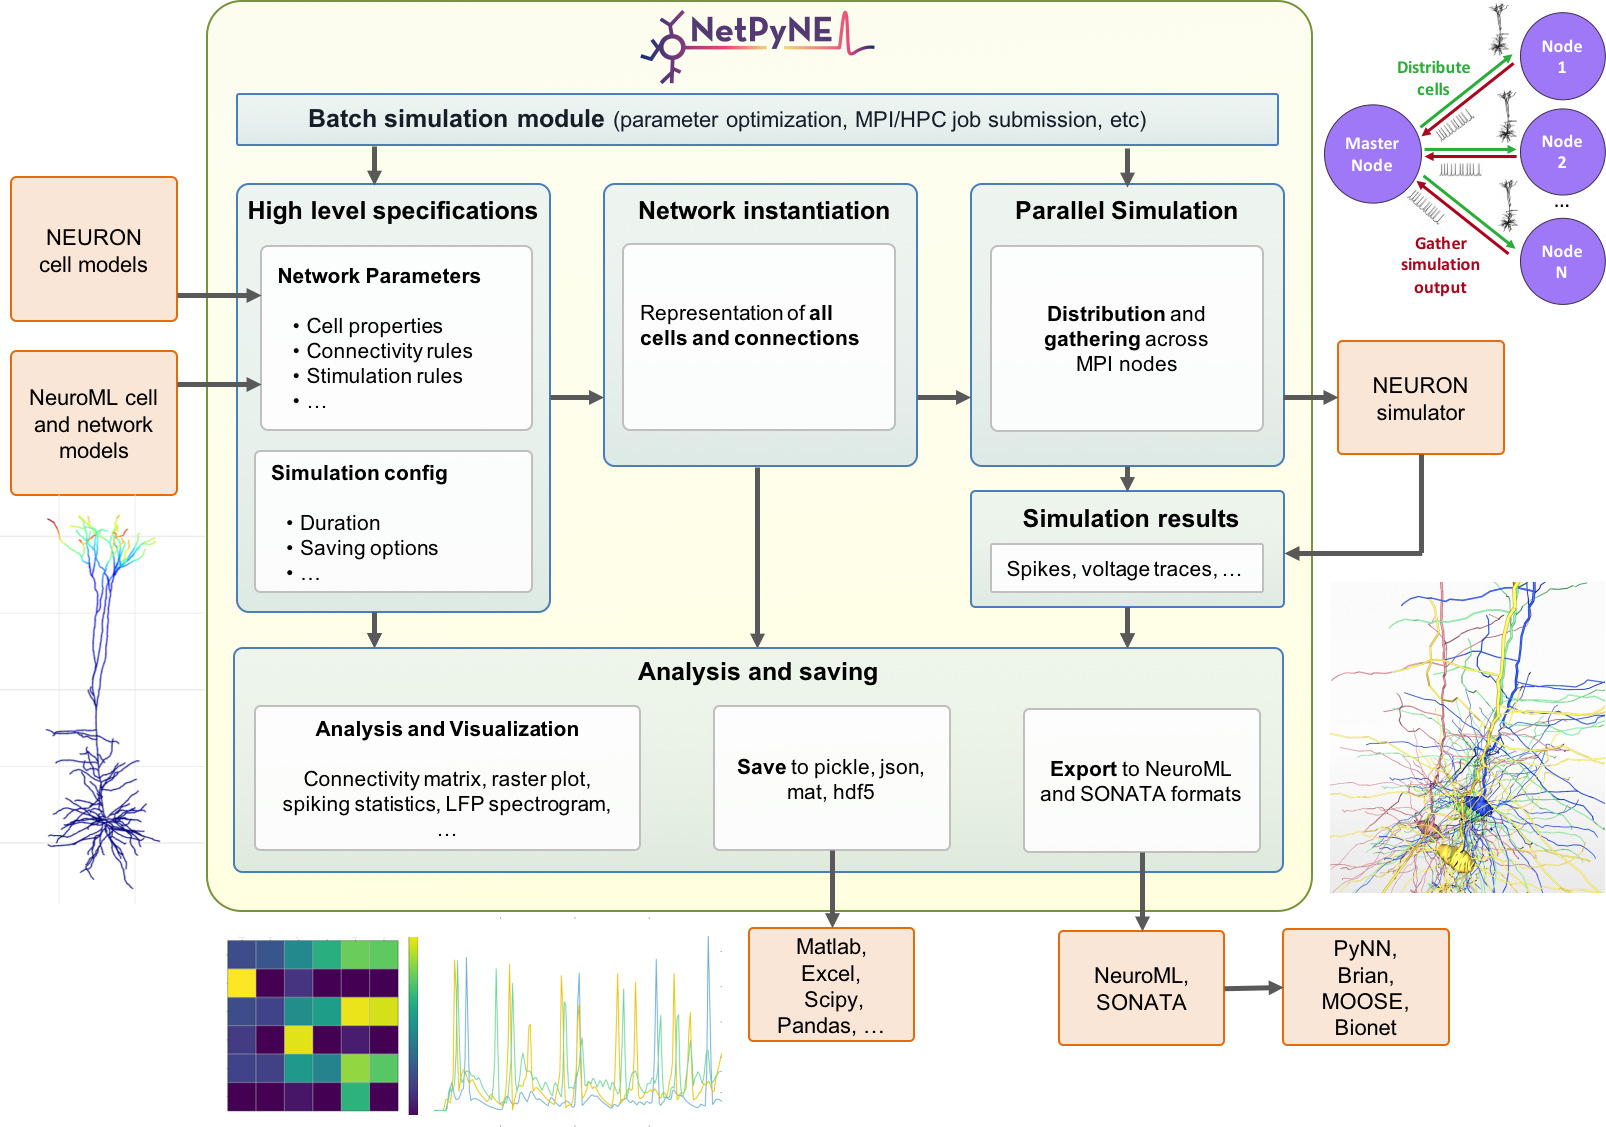 NetPyNE
Batch simulation module (parameter optimization, MPI/HPC job submission, etc)
NEURON
cell models
NeuroML cell
and network
models
High level specifications
Network Parameters
• Cell properties
• Connectivity rules
• Stimulation rules
• …
Simulation config
• Duration
• Saving options
• …
Network instantiation
Representation of all
cells and connections
Parallel Simulation
Distribution and
gathering across
MPI nodes
Distribute
cells
Master
Node
Node
1
Node
2
...
Node
N
Gather
simulation
output
NEURON
simulator
Simulation results
Spikes, voltage traces, …
Analysis and saving
Analysis and Visualization
Connectivity matrix, raster plot,
spiking statistics, LFP spectrogram,
…
Save to pickle, json,
mat, hdf5
Export to NeuroML
and SONATA formats
Matlab,
Excel,
Scipy,
Pandas, …
NeuroML,
SONATA
PyNN,
Brian,
MOOSE,
Bionet